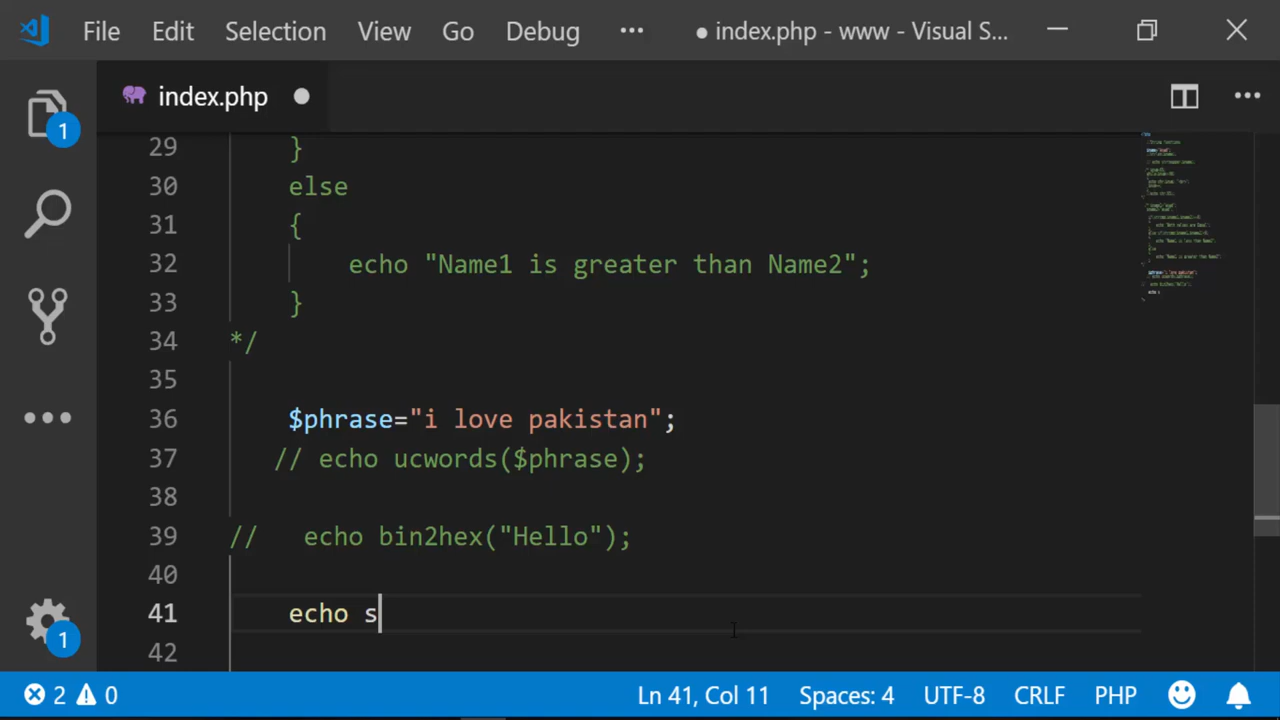 File Edit Selection View Go Debug ··· ● index.php - www - Visual S...
index.php ●
1
29 }
30 else
31 {
32 echo "Name1 is greater than Name2";
33 }
34 */
35
36 $phrase="i love pakistan";
37 // echo ucwords($phrase);
38
39 // echo bin2hex("Hello");
40
41 echo s
42
1
2 0 Ln 41, Col 11 Spaces: 4 UTF-8 CRLF PHP